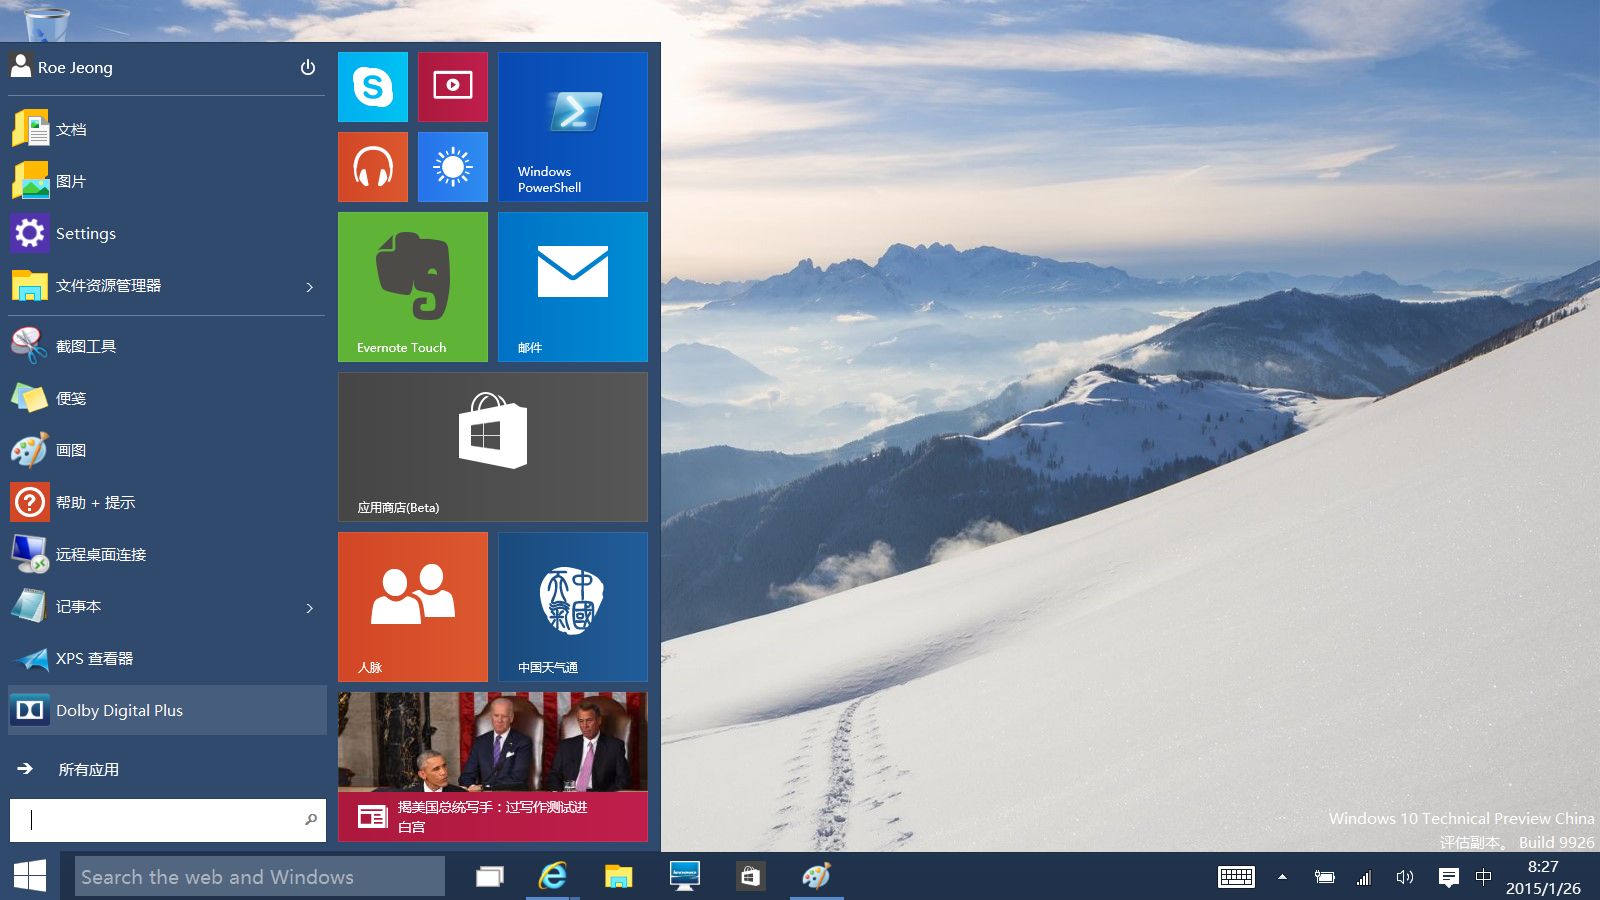 Roe Jeong
文档
图片
Settings
文件资源管理器
截图工具
便笺
画图
帮助 + 提示
远程桌面连接
记事本
XPS 查看器
Dolby Digital Plus
所有应用
Windows
PowerShell
Evernote Touch
邮件
应用商店(Beta)
人脉
中国天气通
揭美国总统写手：过写作测试进
白宫
Windows 10 Technical Preview China
评估副本。 Build 9926
Search the web and Windows
中
8:27
2015/1/26